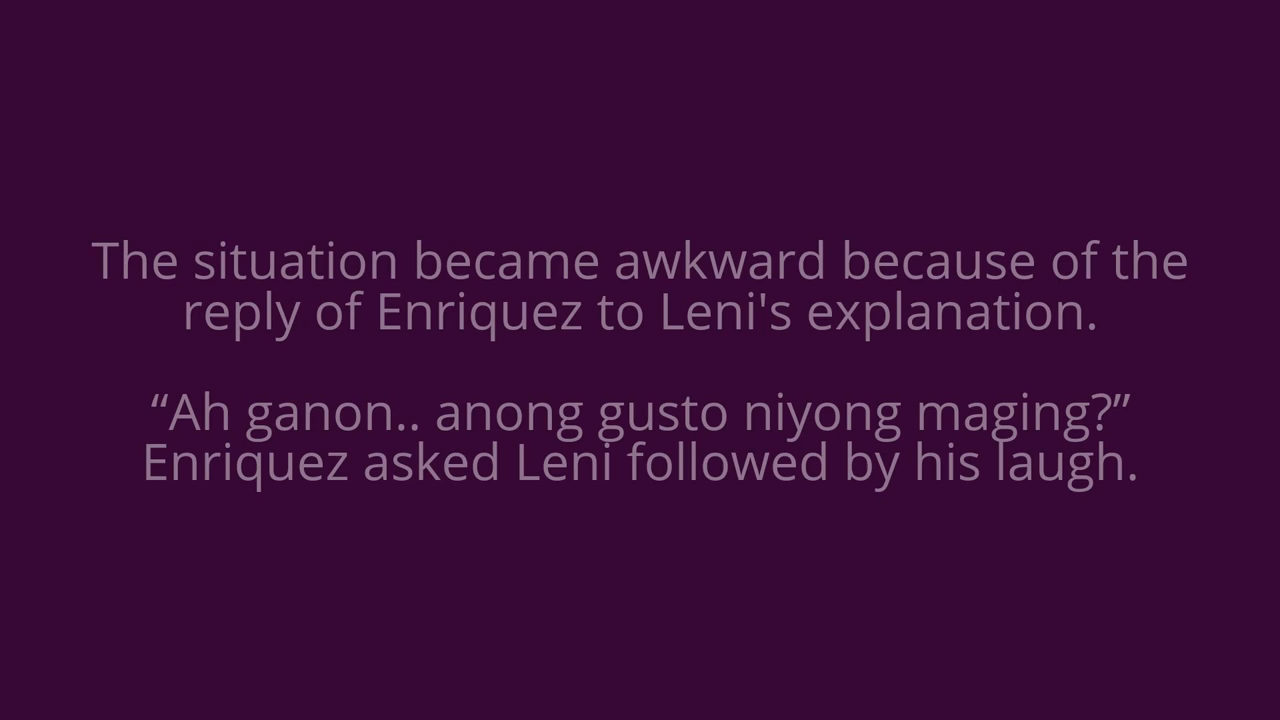 The situation became awkward because of the
reply of Enriquez to Leni's explanation.
“Ah ganon.. anong gusto niyong maging?”
Enriquez asked Leni followed by his laugh.